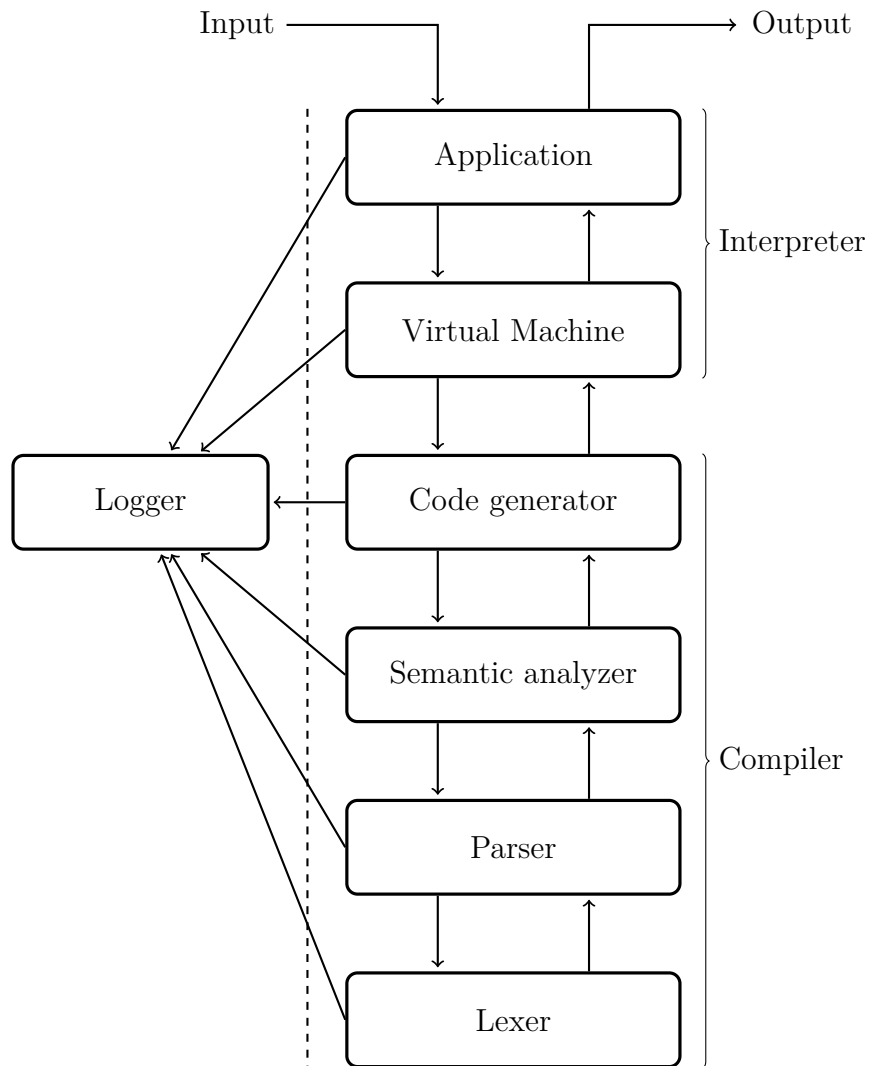 Input
Output
Application
Interpreter
Virtual Machine
Logger
Code generator
Semantic analyzer
Compiler
Parser
Lexer